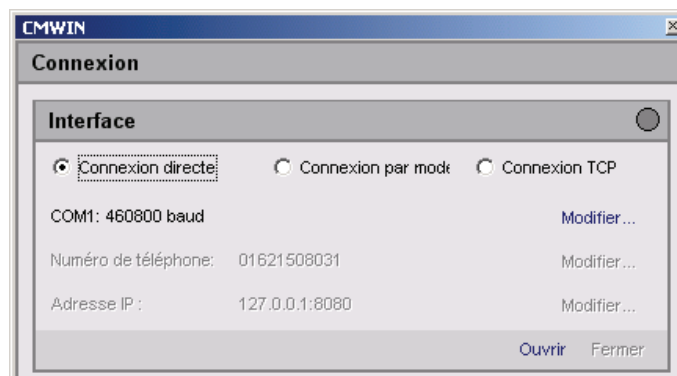 CMWIN
Connexion
Interface
Connexion directe Connexion par mode Connexion TCP
COM1: 460800 baud Modifier...
Numéro de téléphone: 01621508031 Modifier...
Adresse IP : 127.0.0.1:8080 Modifier...
Ouvrir Fermer